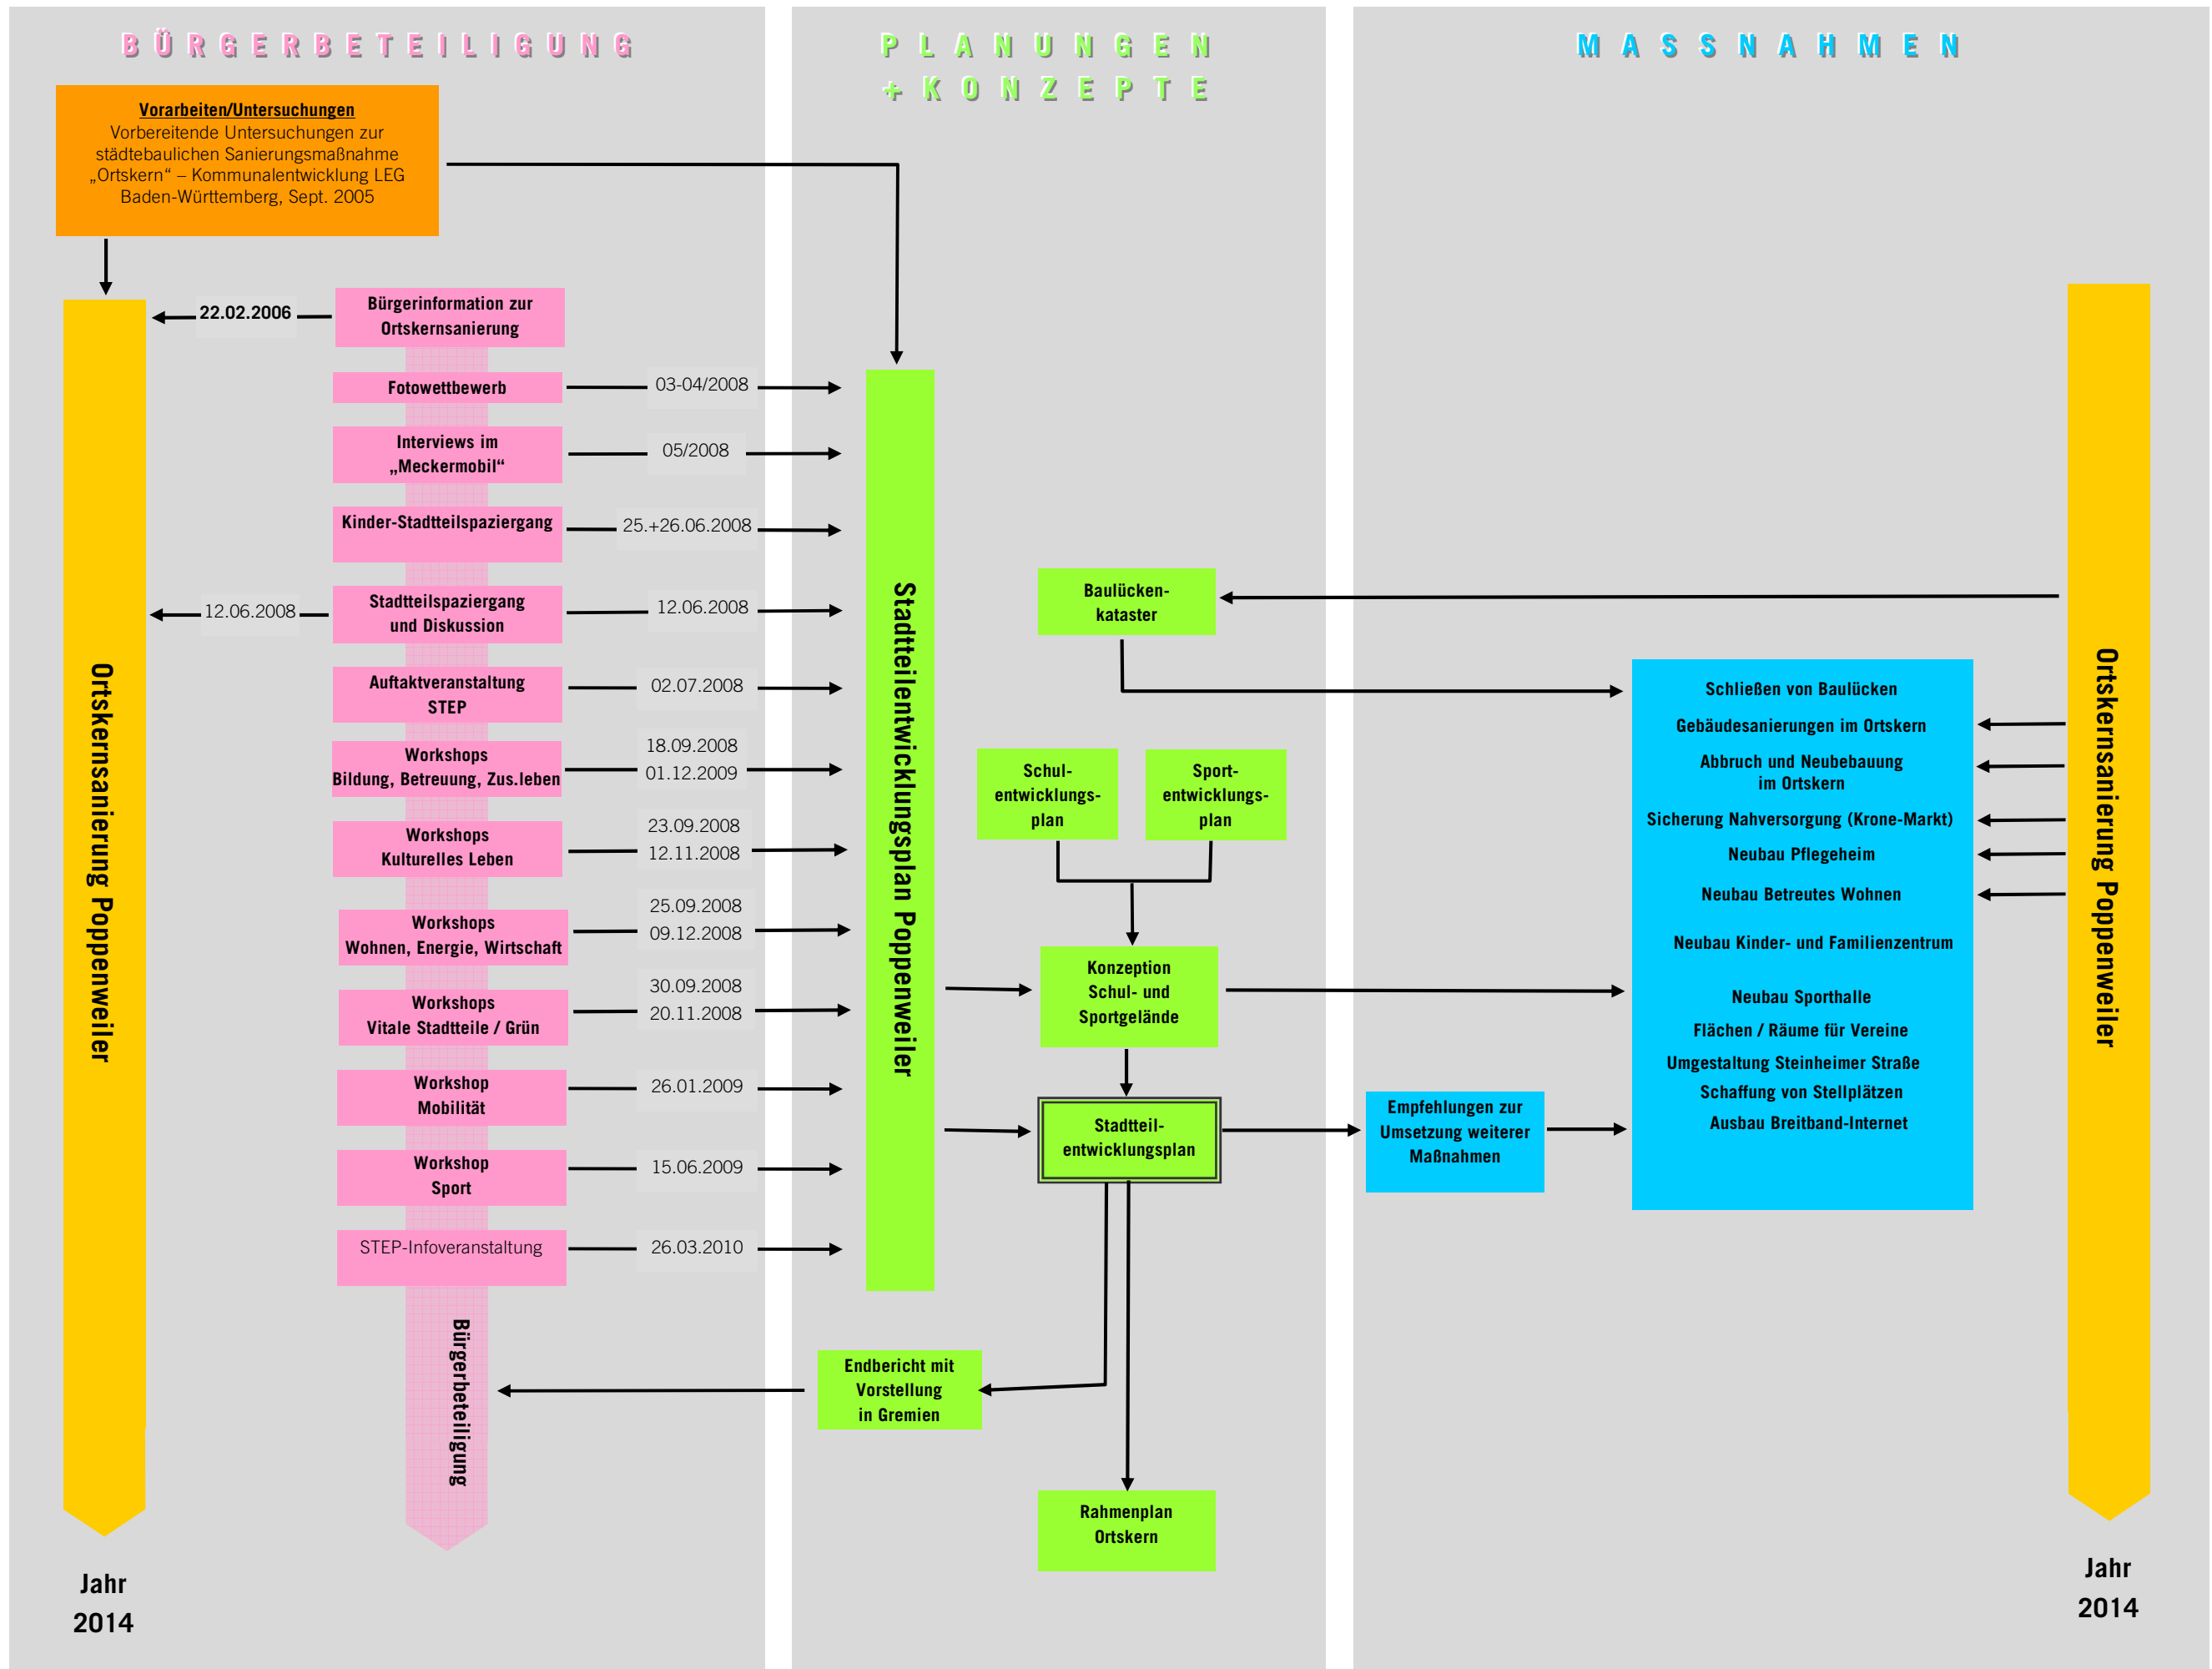 BÜRGERBETEILIGUNG
Vorarbeiten/Untersuchungen
Vorbereitende Untersuchungen zur
städtebaulichen Sanierungsmaßnahme
„Ortskern“ – Kommunalentwicklung LEG
Baden-Württemberg, Sept. 2005
Ortskernsanierung Poppenweiler
Jahr
2014
22.02.2006
Bürgerinformation zur
Ortskernsanierung
Fotowettbewerb
03-04/2008
Interviews im
„Meckermobil“
05/2008
Kinder-Stadtteilspaziergang
25.+26.06.2008
12.06.2008
Stadtteilspaziergang
und Diskussion
12.06.2008
Auftaktveranstaltung
STEP
02.07.2008
Workshops
Bildung, Betreuung, Zus.leben
18.09.2008
01.12.2009
Workshops
Kulturelles Leben
23.09.2008
12.11.2008
Workshops
Wohnen, Energie, Wirtschaft
25.09.2008
09.12.2008
Workshops
Vitale Stadtteile / Grün
30.09.2008
20.11.2008
Workshop
Mobilität
26.01.2009
Workshop
Sport
15.06.2009
STEP-Infoveranstaltung
26.03.2010
Bürgerbeteiligung
PLANUNGEN
+KONZEPTE
Stadtteilentwicklungsplan Poppenweiler
Baulücken-
kataster
Schul-
entwicklungs-
plan
Sport-
entwicklungs-
plan
Konzeption
Schul- und
Sportgelände
Stadtteil-
entwicklungsplan
Endbericht mit
Vorstellung
in Gremien
Rahmenplan
Ortskern
MASSNAHMEN
Empfehlungen zur
Umsetzung weiterer
Maßnahmen
Schließen von Baulücken
Gebäudesanierungen im Ortskern
Abbruch und Neubebauung
im Ortskern
Sicherung Nahversorgung (Krone-Markt)
Neubau Pflegeheim
Neubau Betreutes Wohnen
Neubau Kinder- und Familienzentrum
Neubau Sporthalle
Flächen / Räume für Vereine
Umgestaltung Steinheimer Straße
Schaffung von Stellplätzen
Ausbau Breitband-Internet
Ortskernsanierung Poppenweiler
Jahr
2014